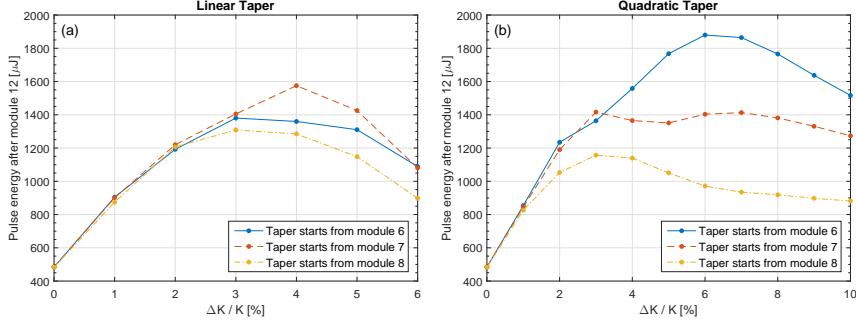 Linear Taper
(a)
Pulse energy after module 12 [μJ]
2000
1800
1600
1400
1200
1000
800
600
400
0
1
2
3
4
5
6
ΔK / K [%]
Taper starts from module 6
Taper starts from module 7
Taper starts from module 8
Quadratic Taper
(b)
Pulse energy after module 12 [μJ]
2000
1800
1600
1400
1200
1000
800
600
400
0
2
4
6
8
10
ΔK / K [%]
Taper starts from module 6
Taper starts from module 7
Taper starts from module 8